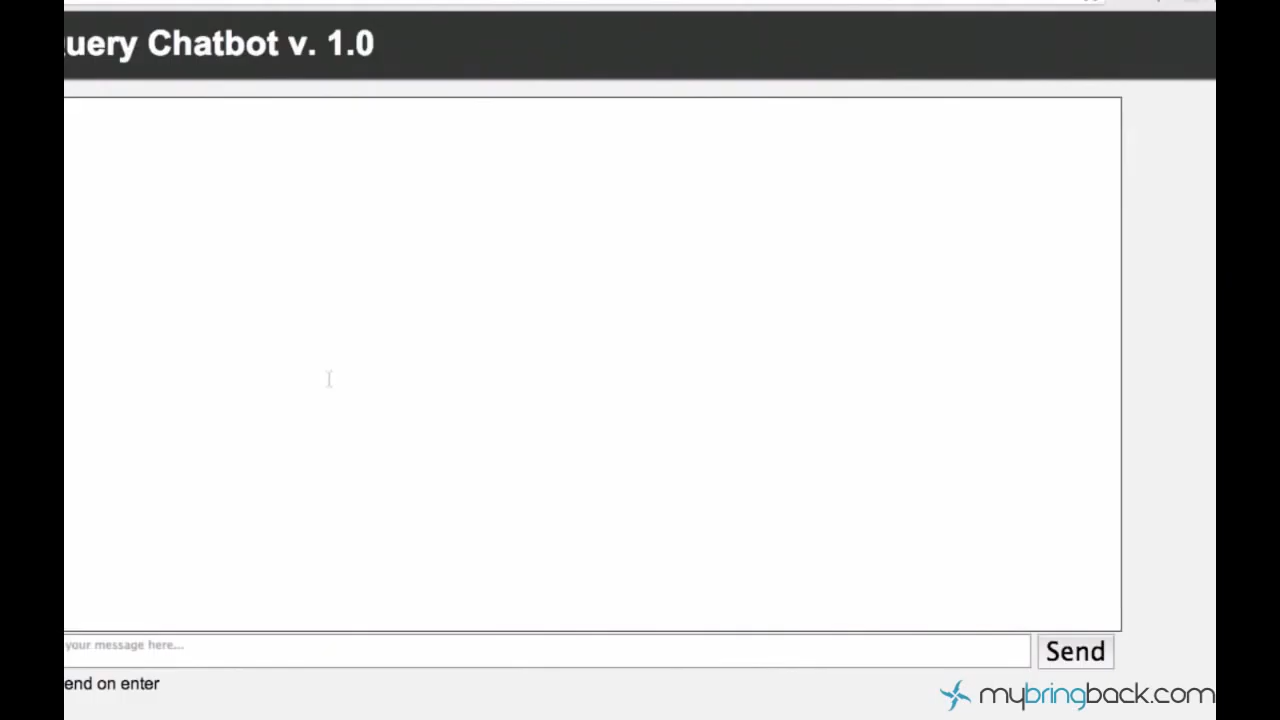 uery Chatbot v. 1.0
your message here...
Send
end on enter
mybringback.com